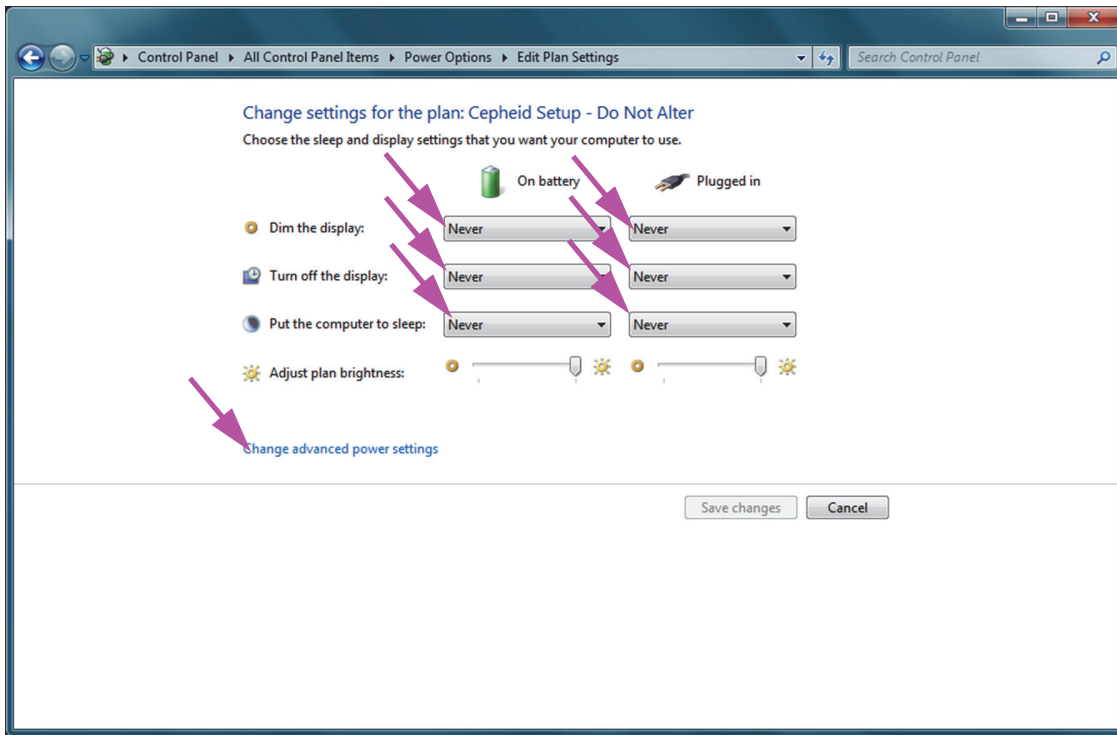 Control Panel All Control Panel Items Power Options Edit Plan Settings Search Control Panel
Change settings for the plan: Cepheid Setup - Do Not Alter
Choose the sleep and display settings that you want your computer to use.
On battery Plugged in
Dim the display: Never Never
Turn off the display: Never Never
Put the computer to sleep: Never Never
Adjust plan brightness:
Change advanced power settings
Save changes Cancel